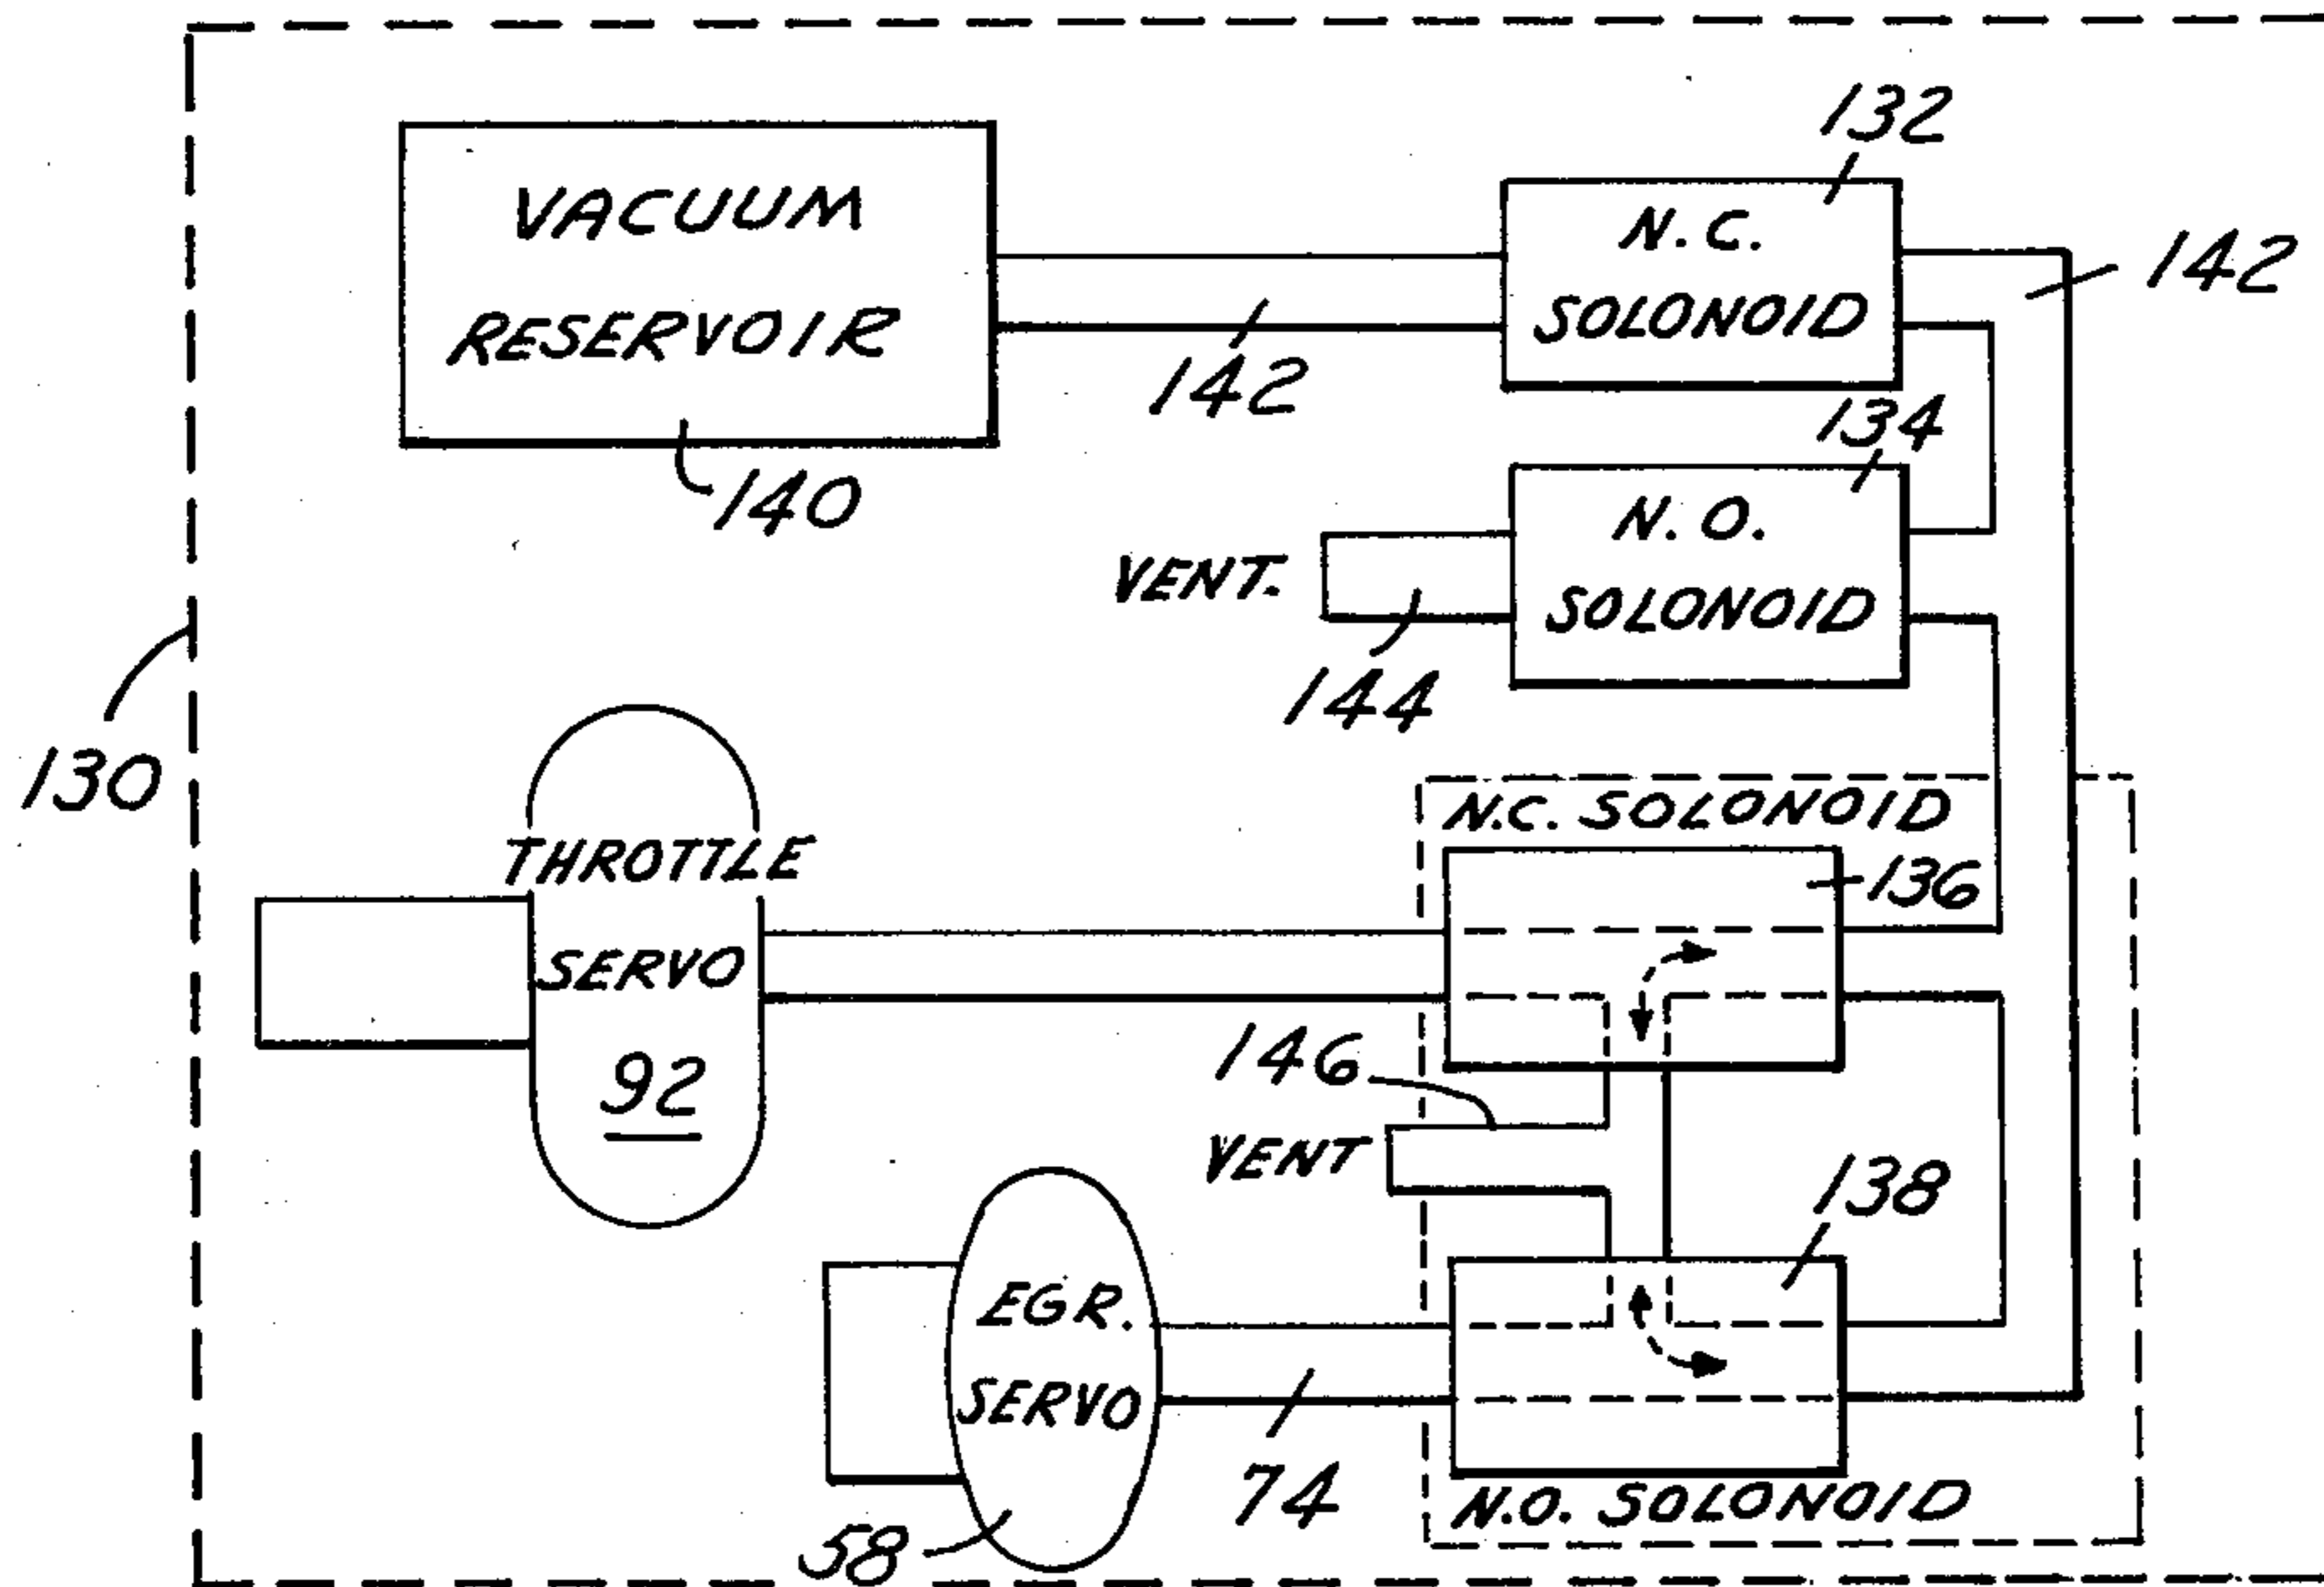 VACUUM
RESERVOIR
140
142
132
N.C.
SOLONOID
142
134
N.O.
SOLONOID
VENT.
144
130
THROTTLE
SERVO
92
N.C. SOLONOID
136
146
VENT
138
EGR.
SERVO
58
74
N.O. SOLONOID